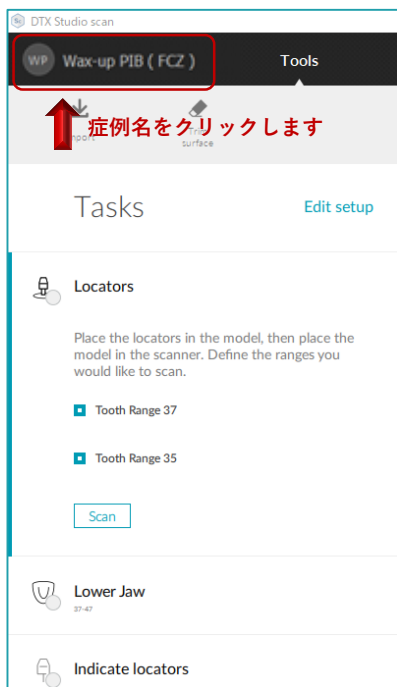 DTX Studio scan
WP Wax-up PIB ( FCZ )
Tools
症例名をクリックします
surface
Tasks
Edit setup
Locators
Place the locators in the model, then place the
model in the scanner. Define the ranges you
would like to scan.
Tooth Range 37
Tooth Range 35
Scan
Lower Jaw
37-47
Indicate locators